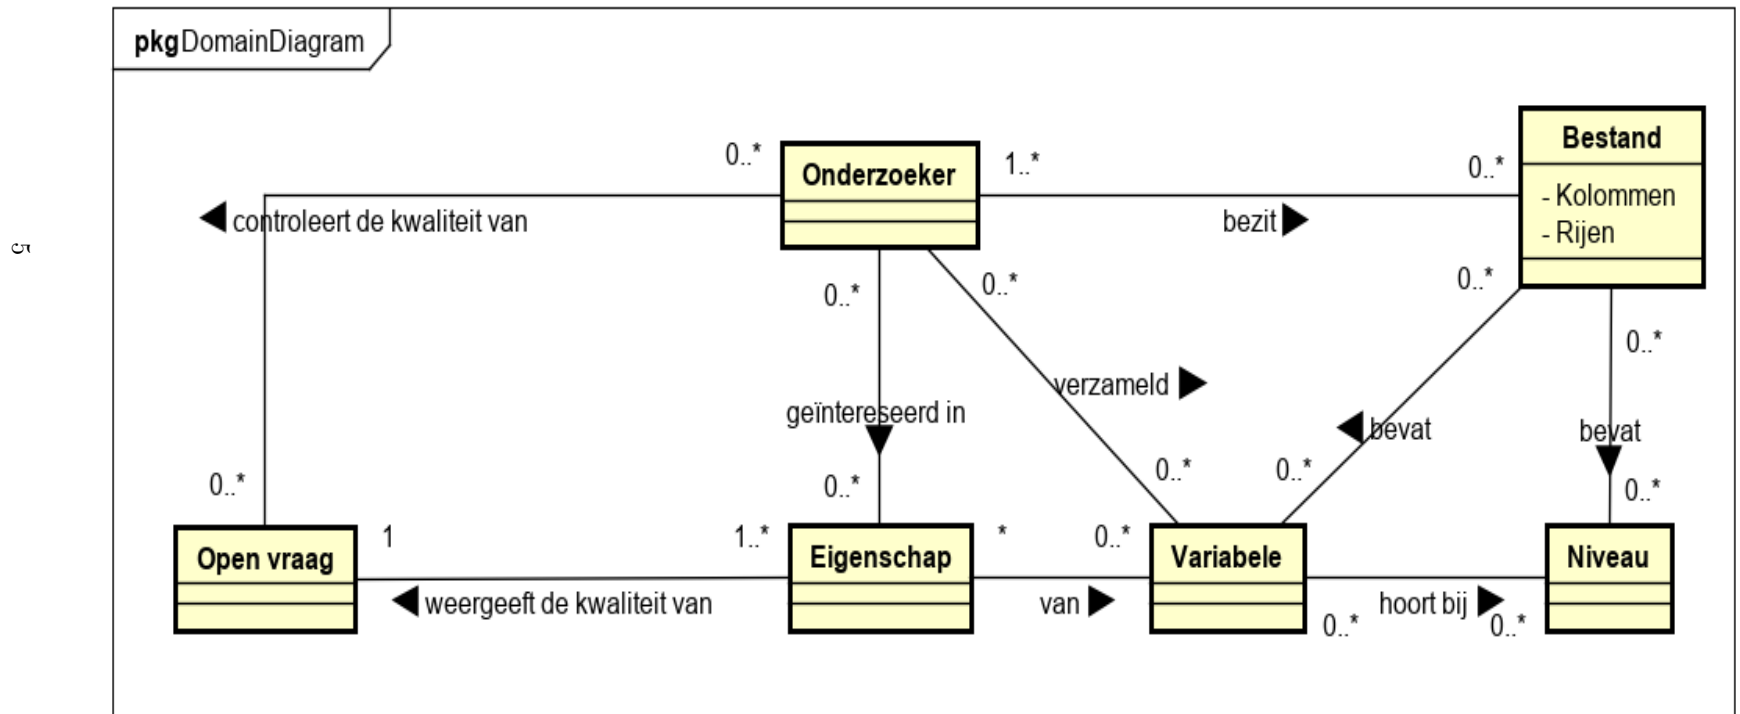 pkg DomainDiagram
Bestand
- Kolommen
- Rijen
0..*
Onderzoeker
1..*
0..*
controleert de kwaliteit van
bezit
0..*
0..*
0..*
0..*
verzameld
geïntereseerd in
bevat
bevat
0..*
0..*
0..*
0..*
0..*
1
1..*
*
0..*
Open vraag
Eigenschap
Variabele
Niveau
weergeeft de kwaliteit van
van
hoort bij
0..*
0..*
5